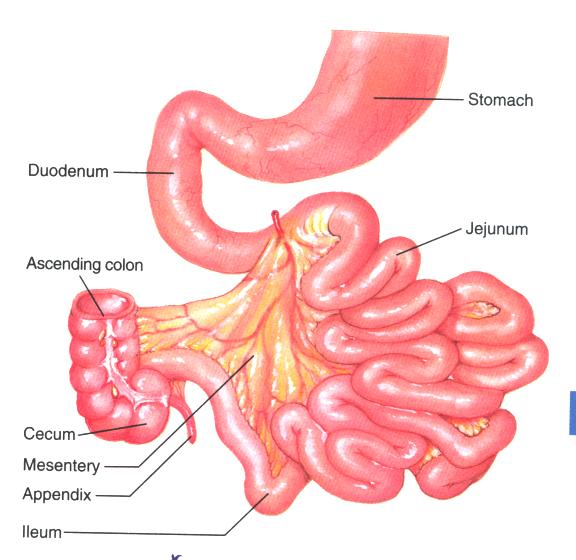 Stomach
Duodenum
Jejunum
Ascending colon
Cecum
Mesentery
Appendix
Ileum